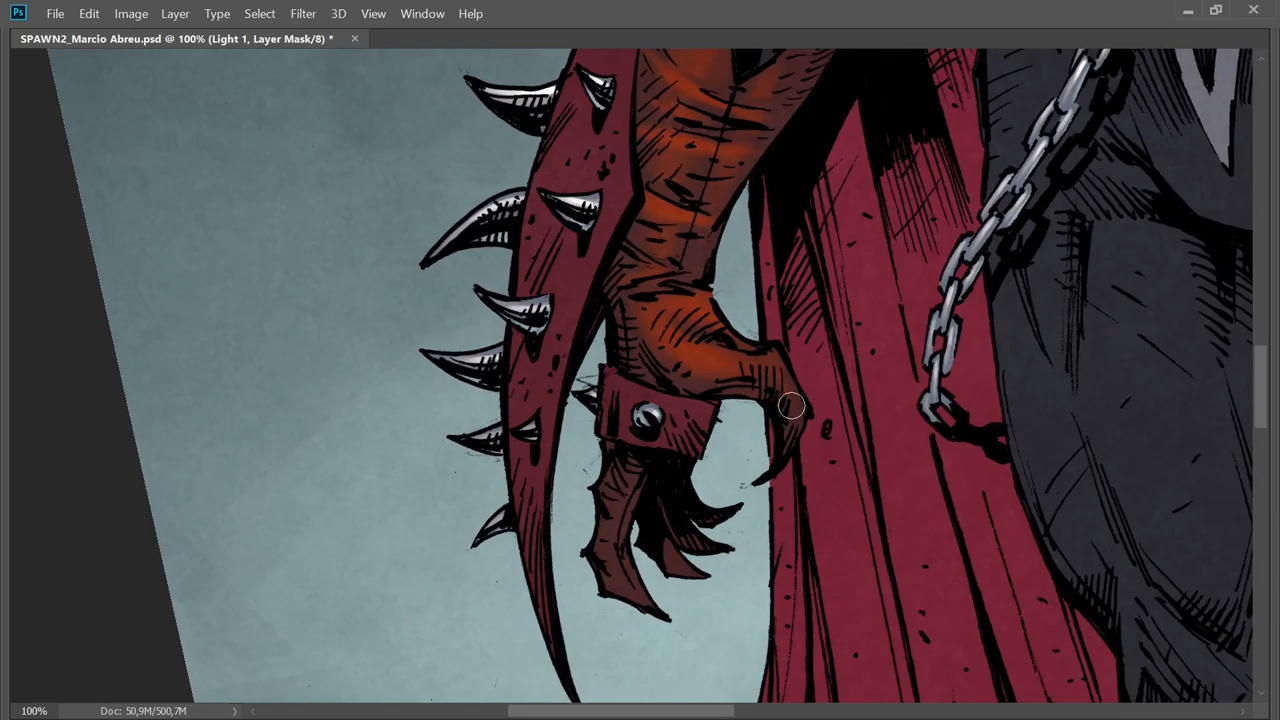 Ps File Edit Image Layer Type Select Filter 3D View Window Help
SPAWN2_Marcio Abreu.psd @ 100% (Light 1, Layer Mask/8) *
100% Doc: 50,9M/500,7M